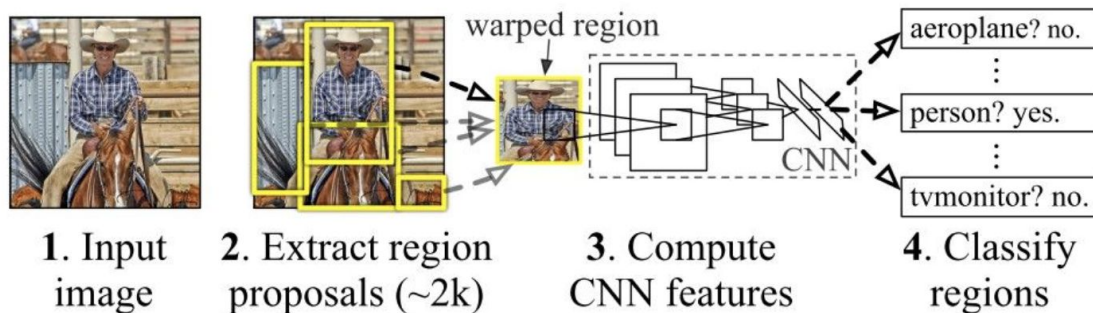 warped region
aeroplane? no.
person? yes.
CNN
tvmonitor? no.
1. Input
image
2. Extract region
proposals (~2k)
3. Compute
CNN features
4. Classify
regions